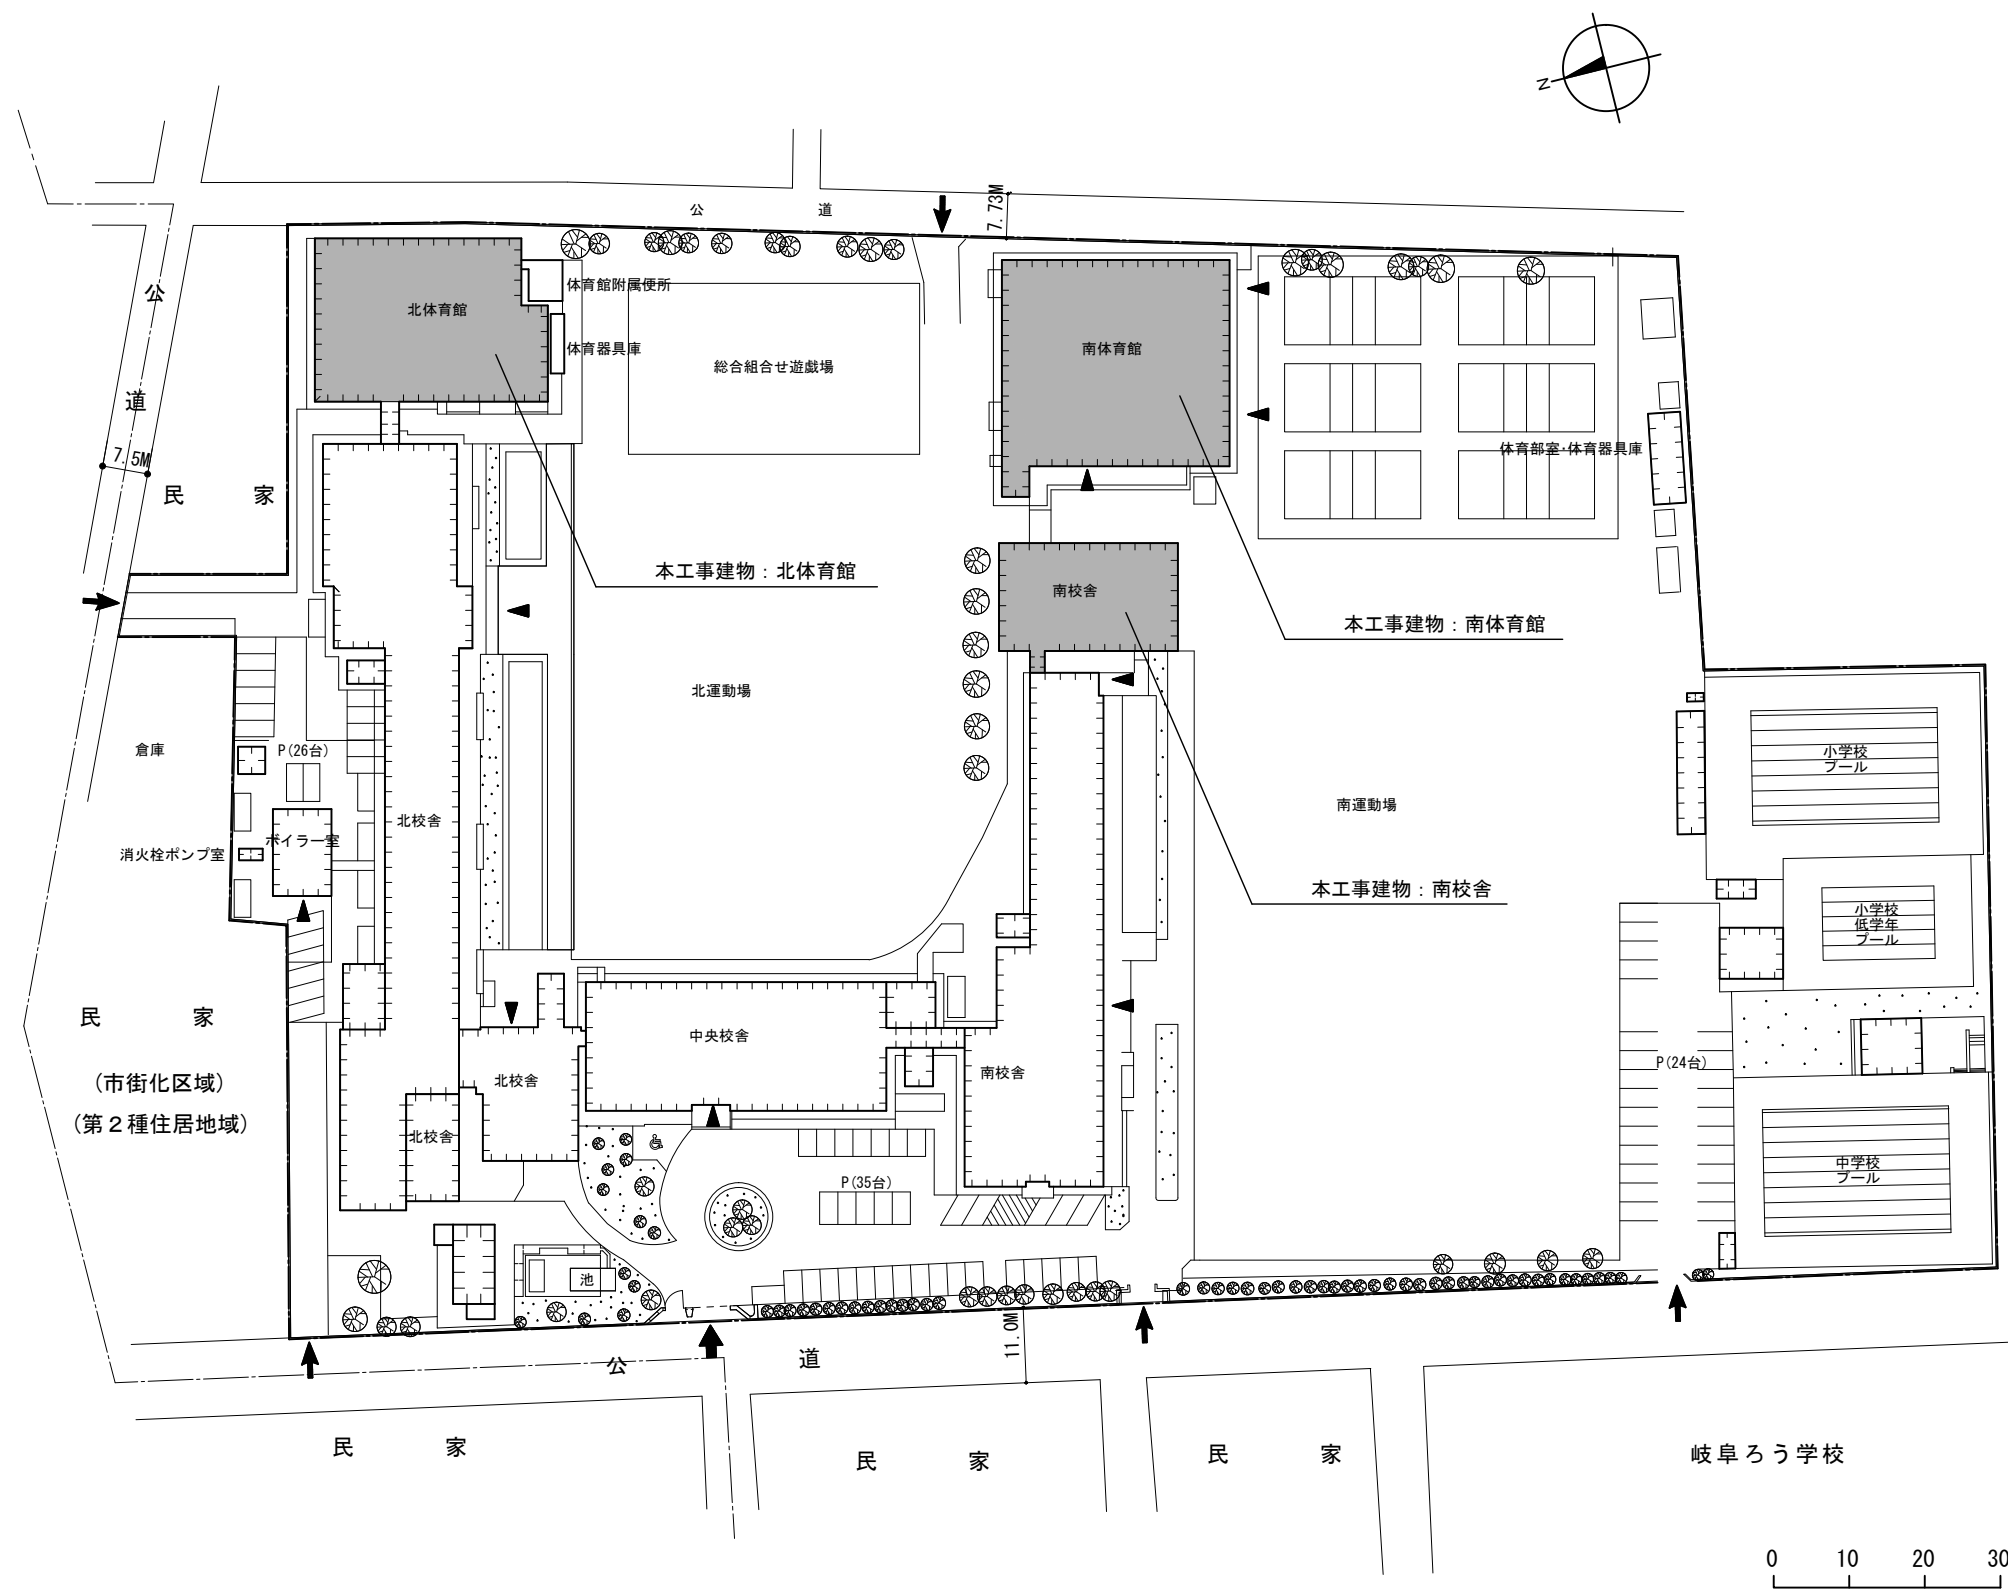 N
公　　　　　道
7.73M
体育館附属便所
北体育館
体育器具庫
総合組合せ遊戯場
南体育館
公
道
7.5M
民　　　家
体育部室・体育器具庫
本工事建物：北体育館
南校舎
本工事建物：南体育館
北運動場
倉庫
P(26台)
小学校
プール
南運動場
北校舎
ボイラー室
消火栓ポンプ室
本工事建物：南校舎
小学校
低学年
プール
民　　　家
(市街化区域)
(第２種住居地域)
中央校舎
P(24台)
北校舎
南校舎
北校舎
P(35台)
中学校
プール
池
11.0M
公　　　　　道
民　　　家
民　　　家
民　　　家
岐阜ろう学校
0　10　20　30